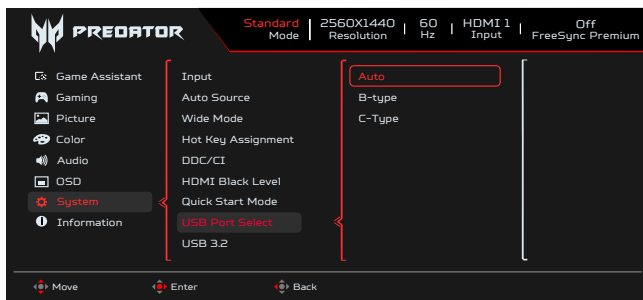 PREDATOR
Standard Mode
2560X1440 Resolution
60 Hz
HDMI 1 Input
Off FreeSync Premium
Game Assistant
Gaming
Picture
Color
Audio
OSD
System
Information
Input
Auto Source
Wide Mode
Hot Key Assignment
DDC/CI
HDMI Black Level
Quick Start Mode
USB Port Select
USB 3.2
Auto
B-type
C-Type
Move
Enter
Back